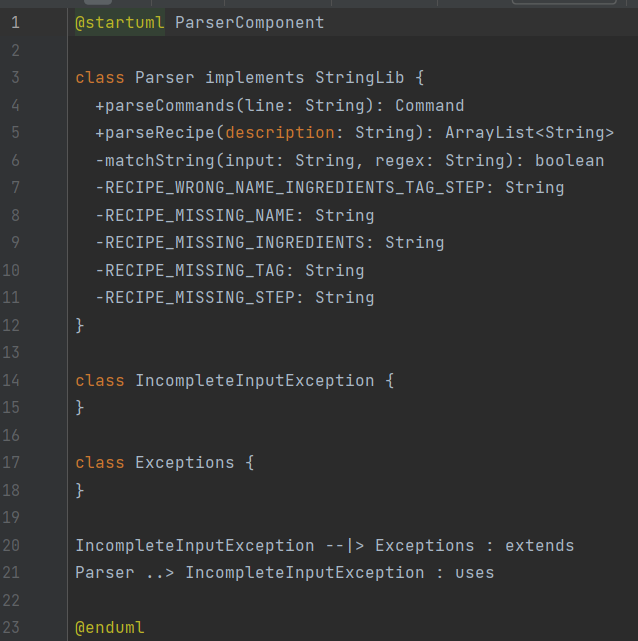 1 @startuml ParserComponent
2
3 class Parser implements StringLib {
4 +parseCommands(line: String): Command
5 +parseRecipe(description: String): ArrayList<String>
6 -matchString(input: String, regex: String): boolean
7 -RECIPE_WRONG_NAME_INGREDIENTS_TAG_STEP: String
8 -RECIPE_MISSING_NAME: String
9 -RECIPE_MISSING_INGREDIENTS: String
10 -RECIPE_MISSING_TAG: String
11 -RECIPE_MISSING_STEP: String
12 }
13
14 class IncompleteInputException {
15 }
16
17 class Exceptions {
18 }
19
20 IncompleteInputException --|> Exceptions : extends
21 Parser ..> IncompleteInputException : uses
22
23 @enduml